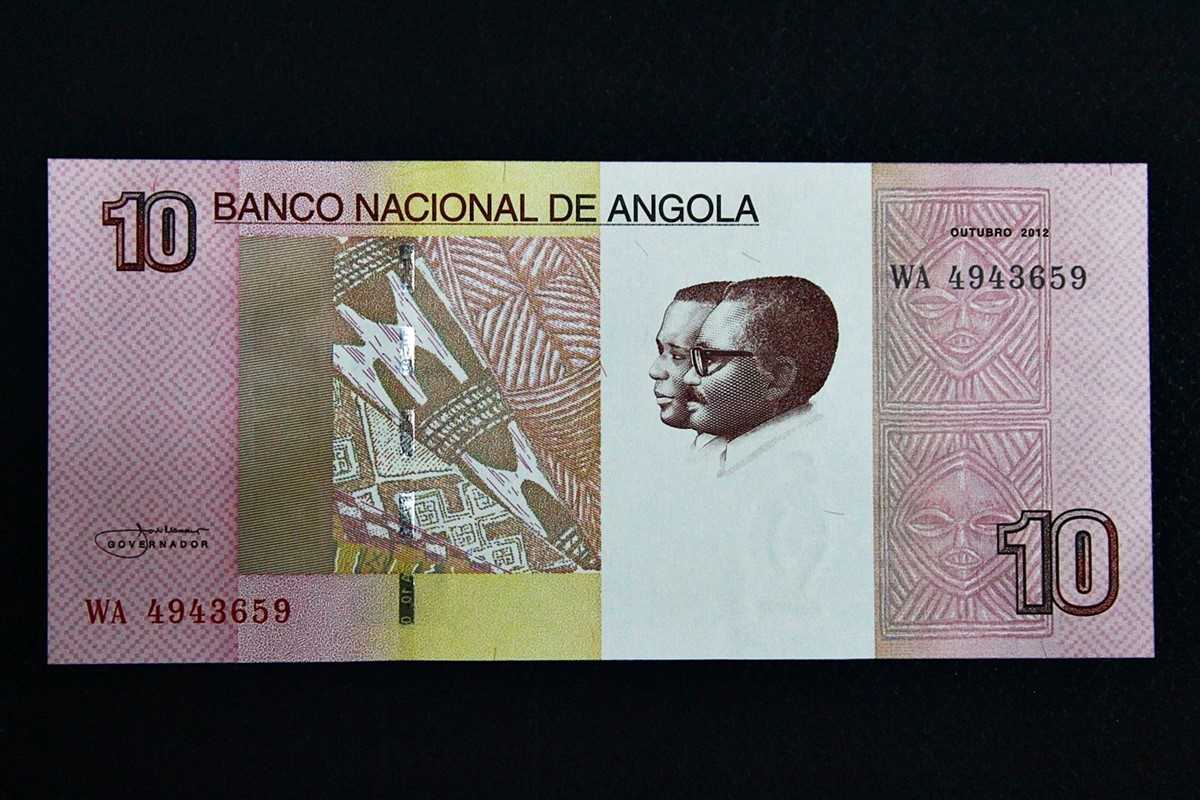 10 BANCO NACIONAL DE ANGOLA
OUTUBRO 2012
WA 4943659
GOVERNADOR
10
WA 4943659